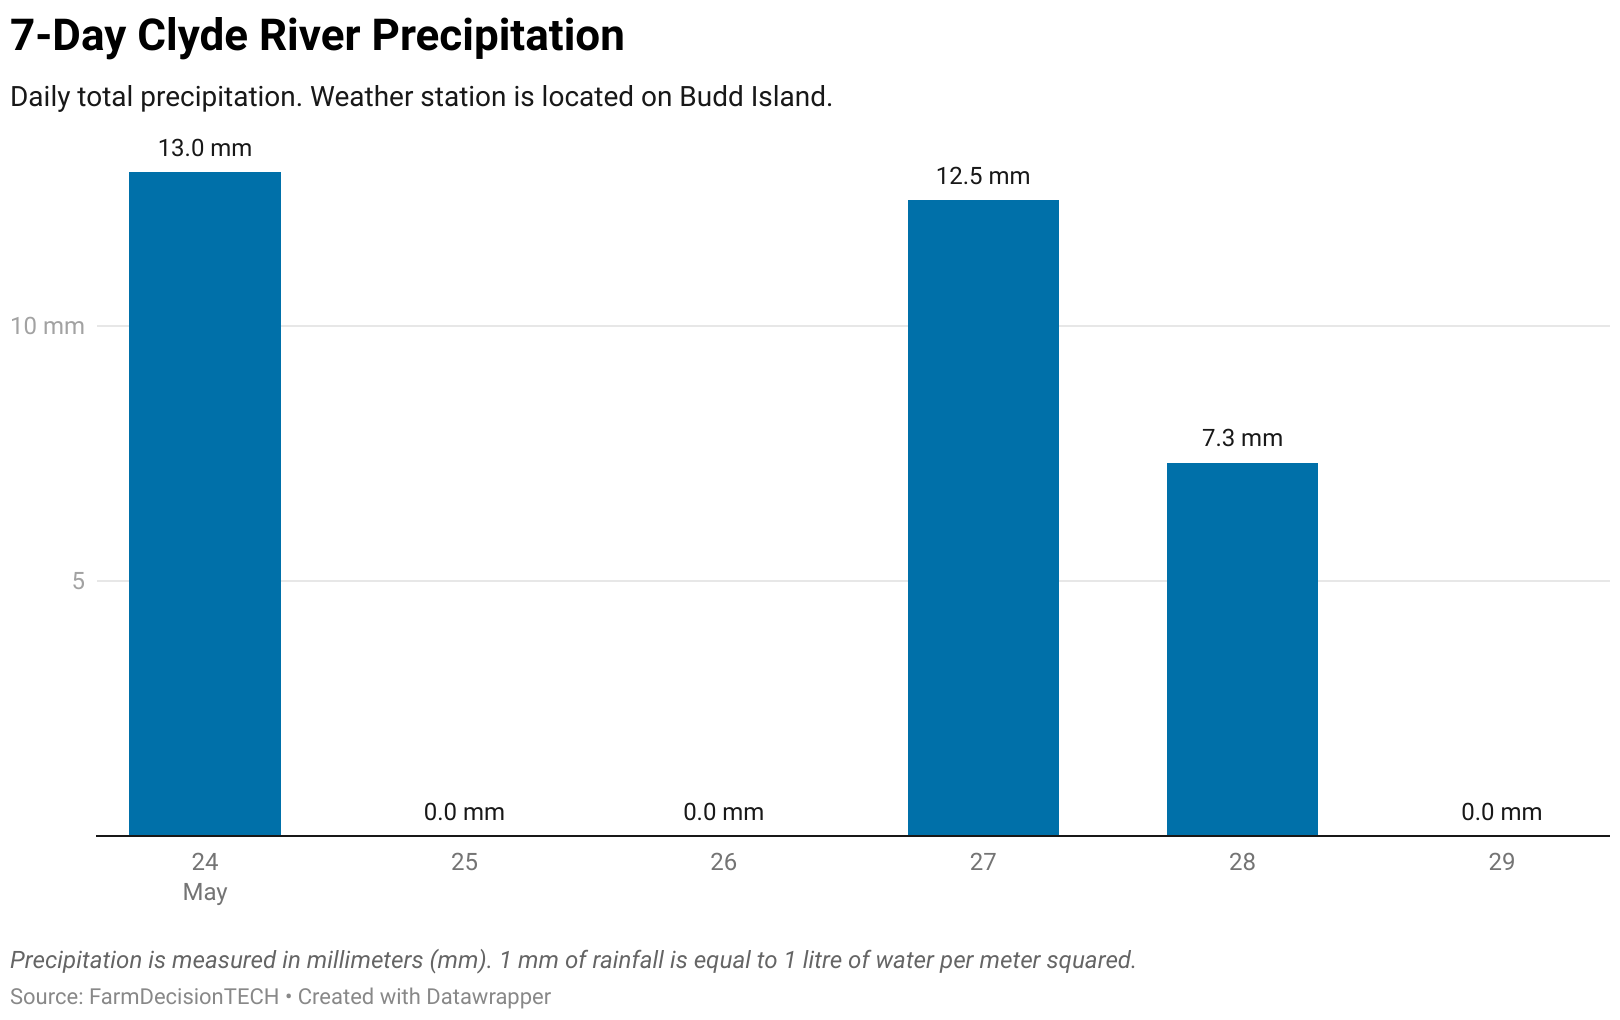 7-Day Clyde River Precipitation
Daily total precipitation. Weather station is located on Budd Island.
13.0 mm
12.5 mm
10 mm
7.3 mm
5
0.0 mm
0.0 mm
0.0 mm
24
25
26
27
28
29
May
Precipitation is measured in millimeters (mm). 1 mm of rainfall is equal to 1 litre of water per meter squared.
Source: FarmDecisionTECH • Created with Datawrapper